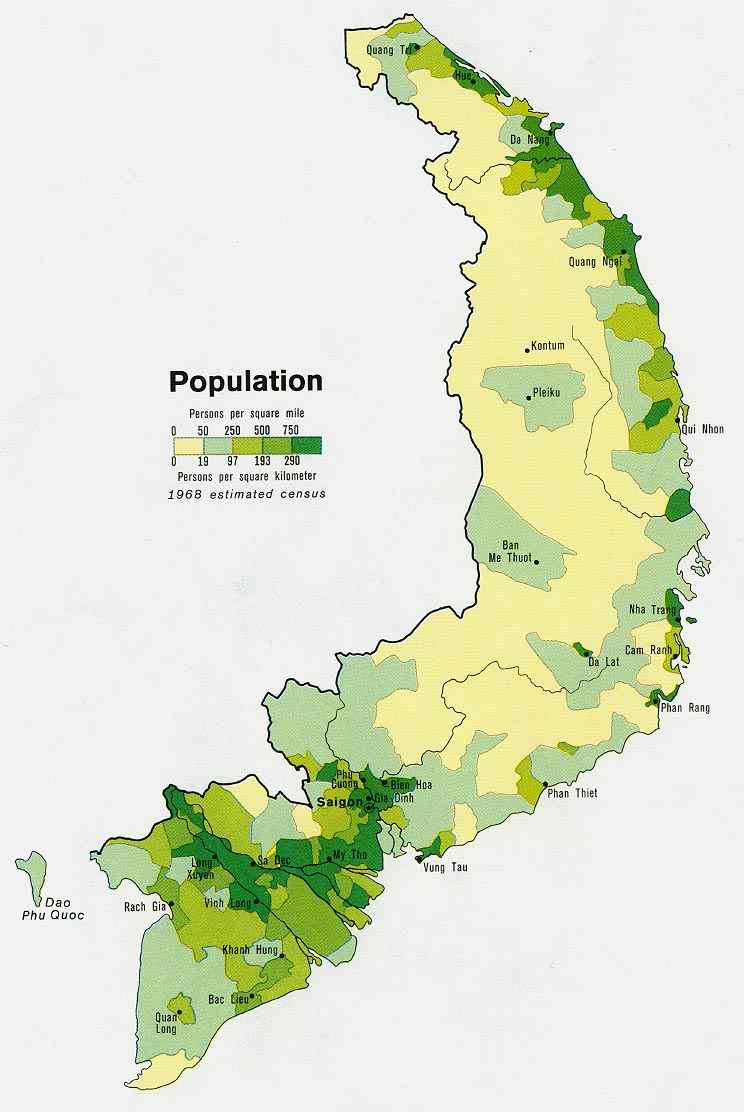 Quang Tri
Hue
Da Nang
Quang Ngai
Kontum
Population
Persons per square mile
0 50 250 500 750
0 19 97 193 290
Persons per square kilometer
1968 estimated census
Pleiku
Qui Nhon
Ban
Me Thuot
Nha Trang
Cam Ranh
Da Lat
Phan Rang
Phu
Cuong
Bien Hoa
Saigon
Gia Dinh
Phan Thiet
Long
Xuyen
Sa Dec
My Tho
Vung Tau
Dao
Phu Quoc
Rach Gia
Vinh Long
Khanh Hung
Bac Lieu
Quan
Long